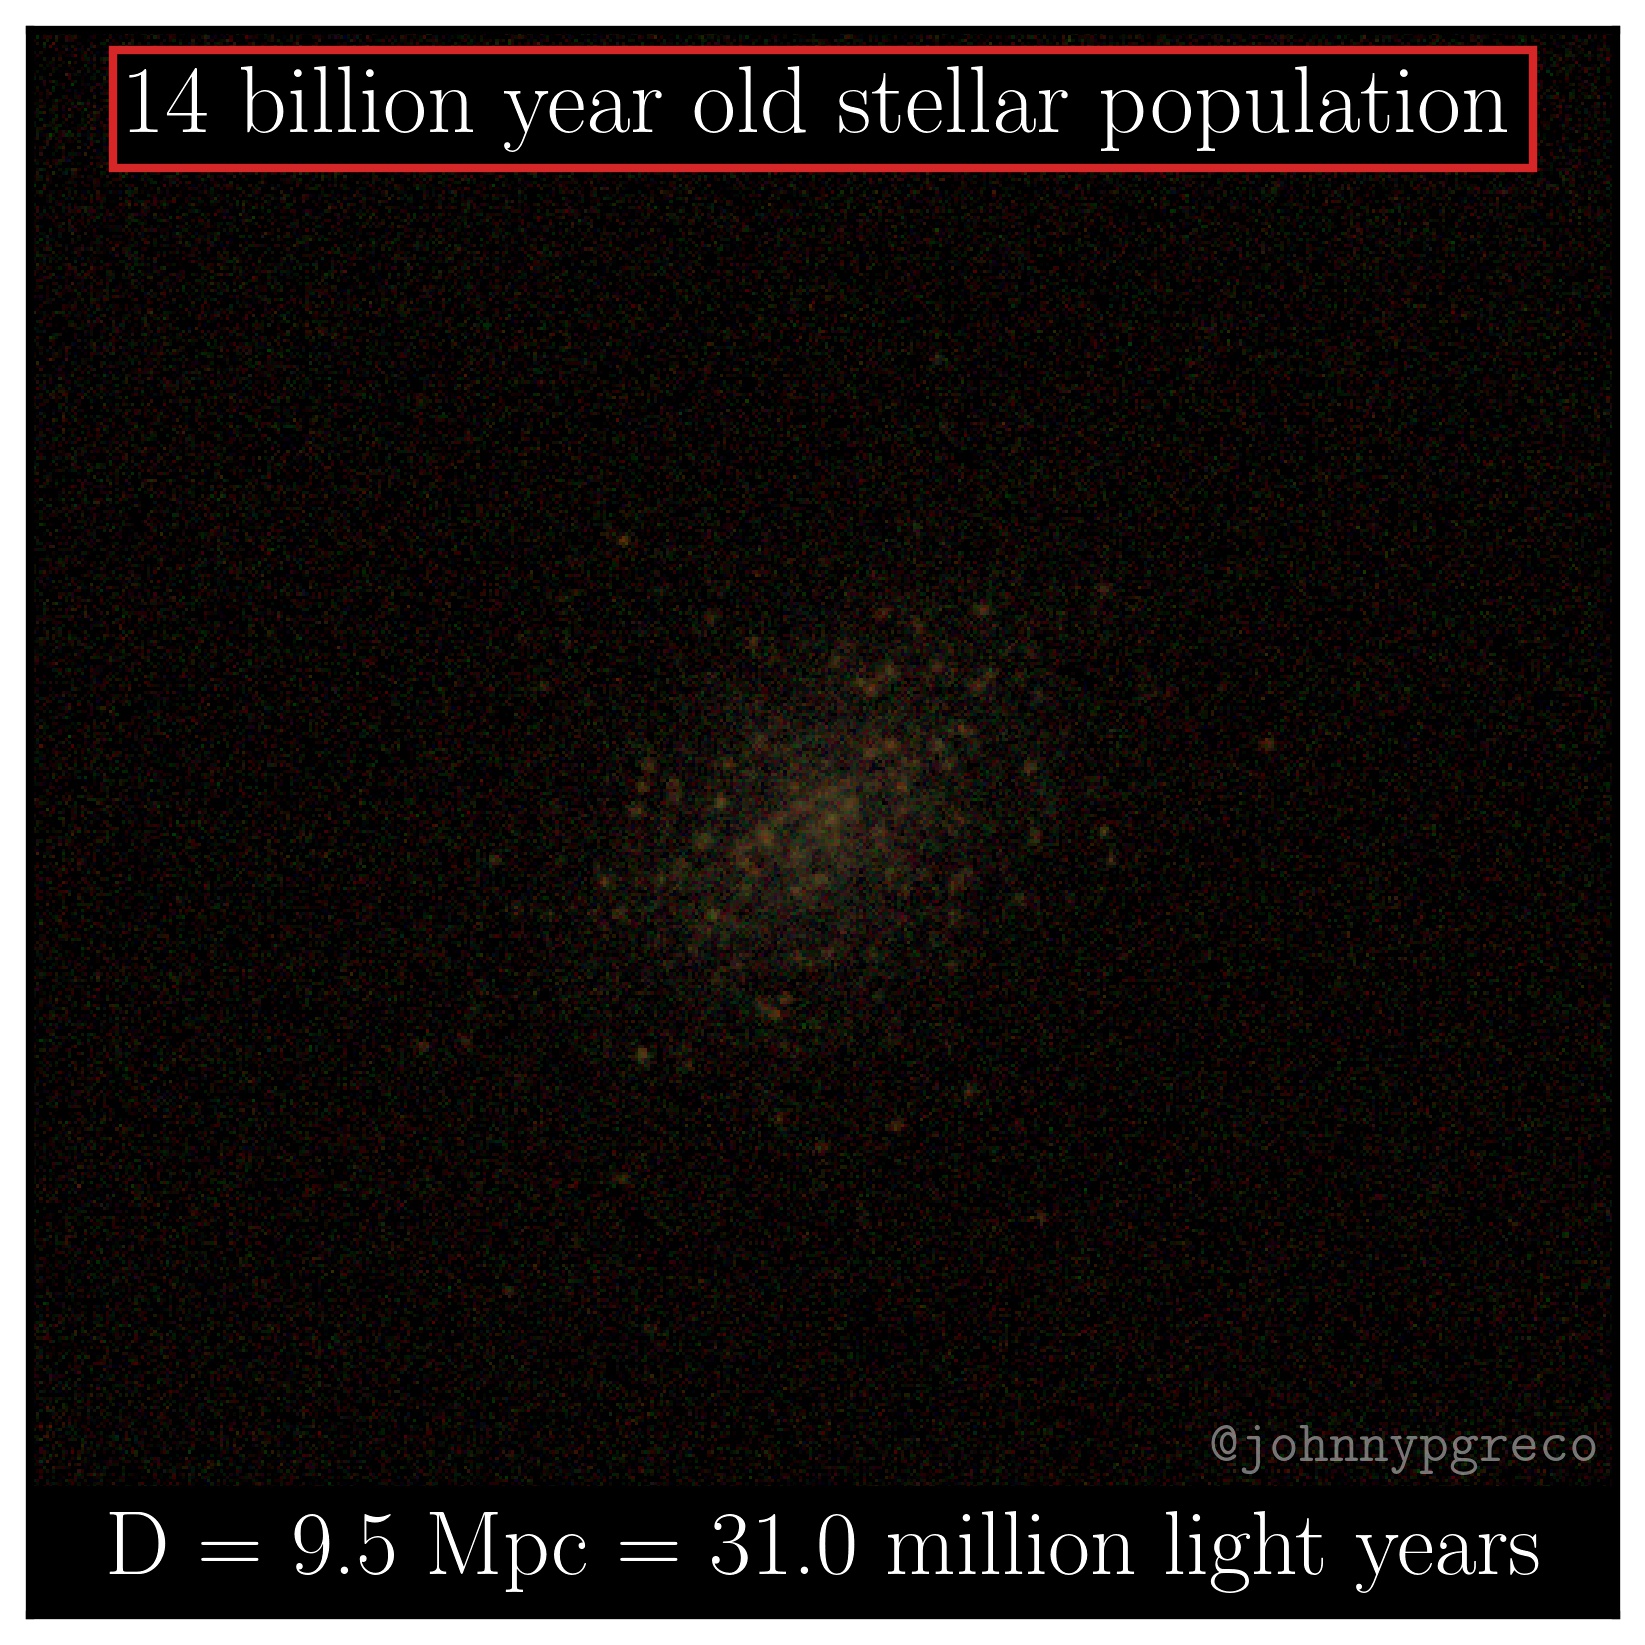 14 billion year old stellar population
@johnnypgreco
D = 9.5 Mpc = 31.0 million light years